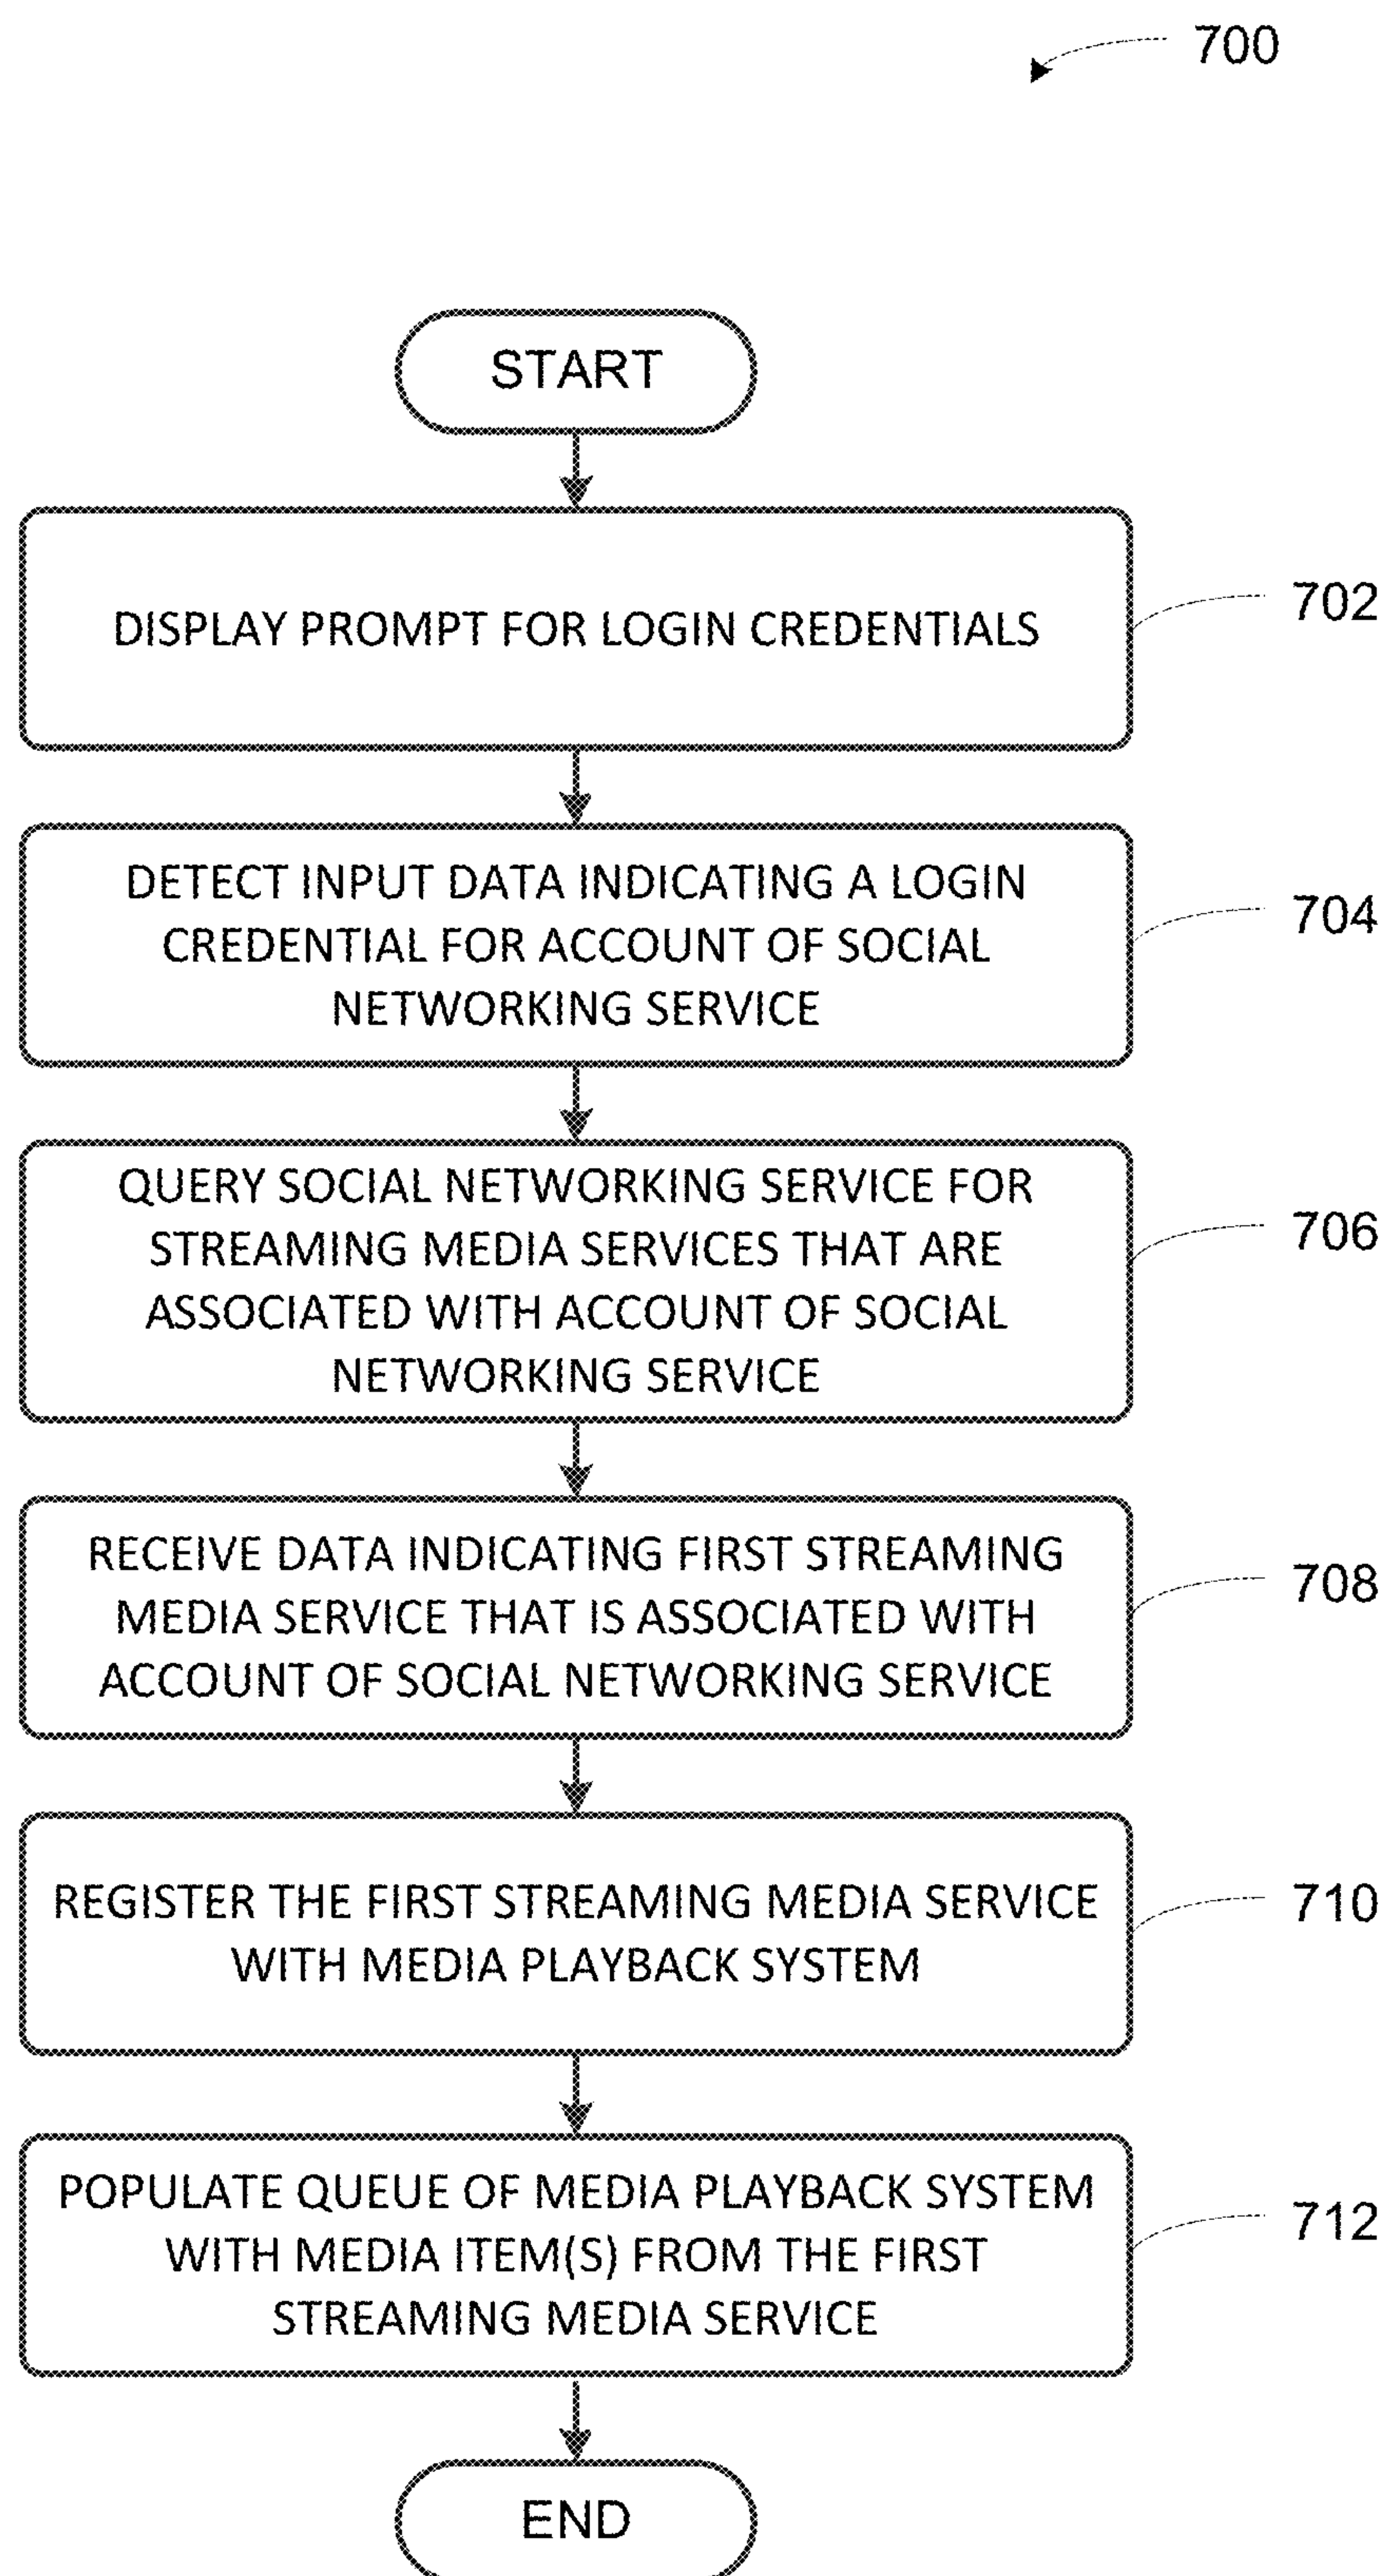 700
START
DISPLAY PROMPT FOR LOGIN CREDENTIALS
702
DETECT INPUT DATA INDICATING A LOGIN
CREDENTIAL FOR ACCOUNT OF SOCIAL
NETWORKING SERVICE
704
QUERY SOCIAL NETWORKING SERVICE FOR
STREAMING MEDIA SERVICES THAT ARE
ASSOCIATED WITH ACCOUNT OF SOCIAL
NETWORKING SERVICE
706
RECEIVE DATA INDICATING FIRST STREAMING
MEDIA SERVICE THAT IS ASSOCIATED WITH
ACCOUNT OF SOCIAL NETWORKING SERVICE
708
REGISTER THE FIRST STREAMING MEDIA SERVICE
WITH MEDIA PLAYBACK SYSTEM
710
POPULATE QUEUE OF MEDIA PLAYBACK SYSTEM
WITH MEDIA ITEM(S) FROM THE FIRST
STREAMING MEDIA SERVICE
712
END